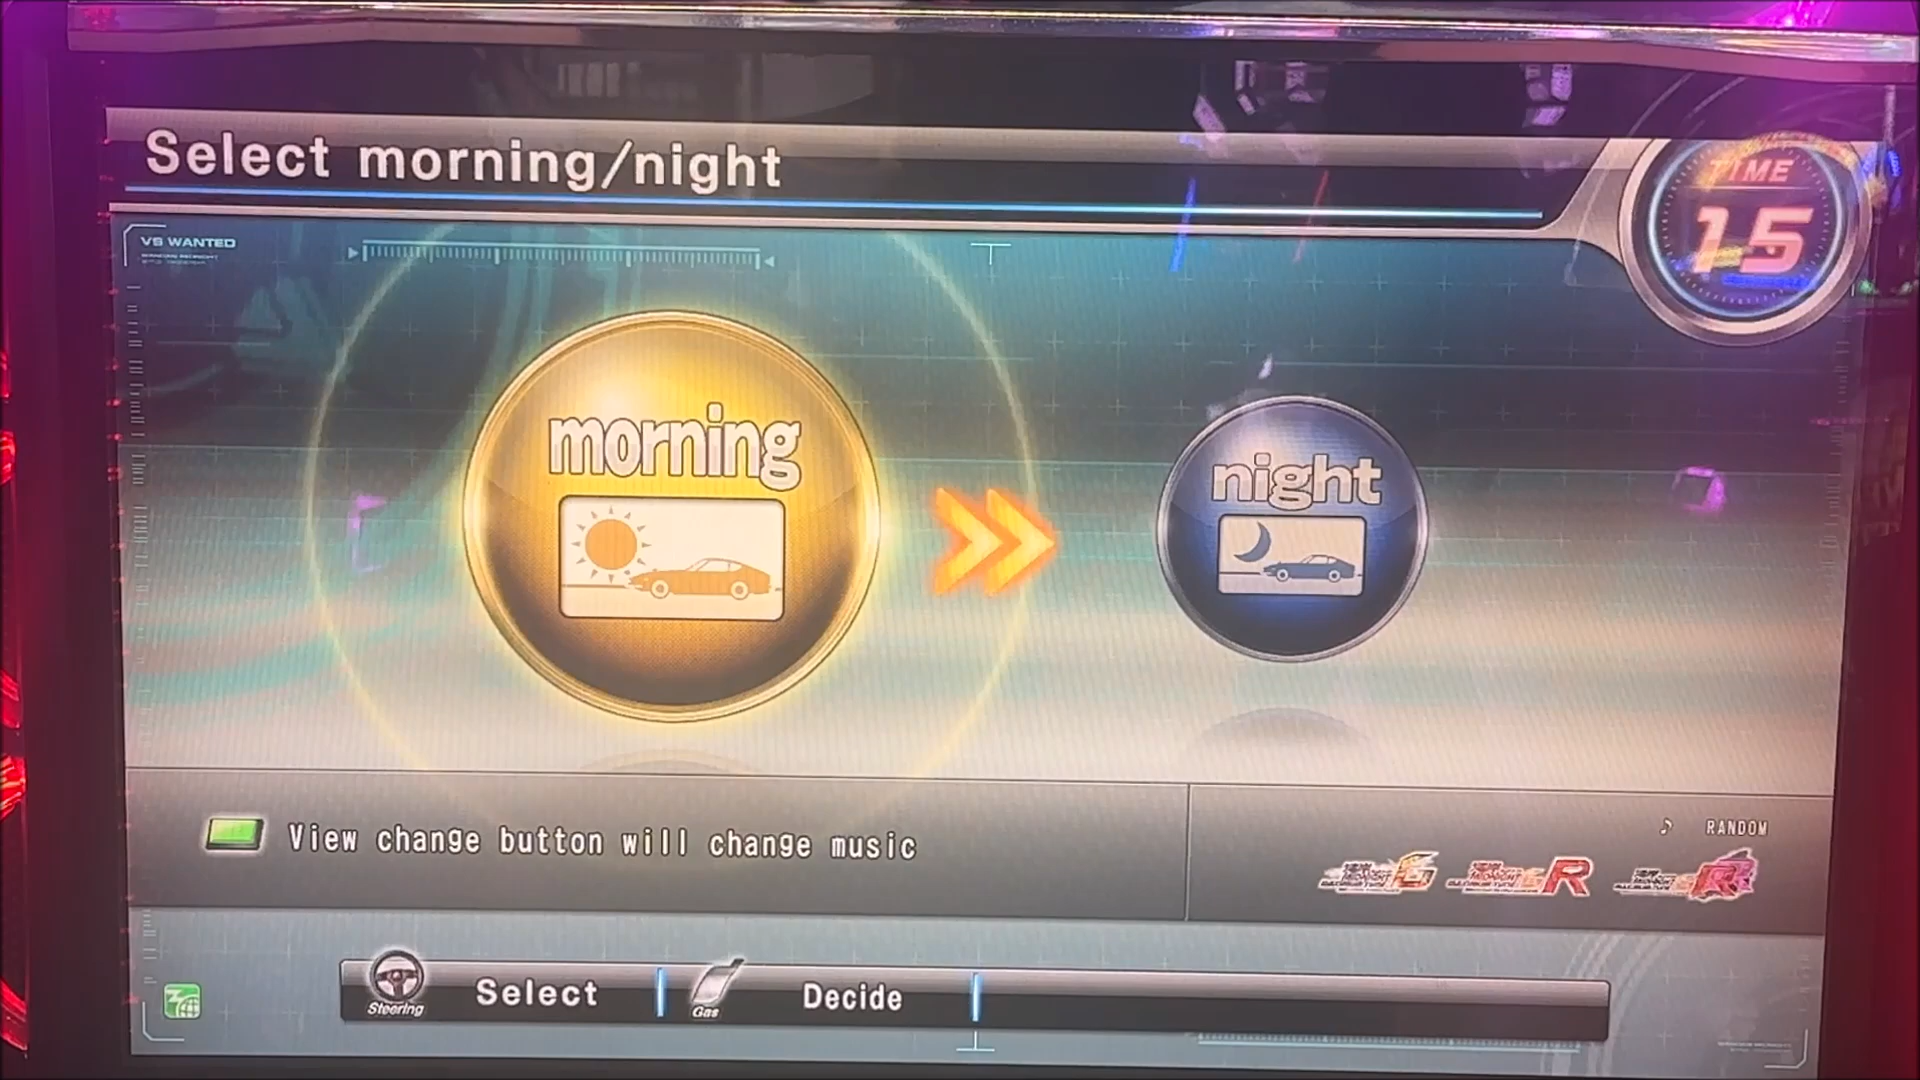 Select morning/night
TIME
15
VS WANTED
morning
night
View change button will change music
♪ RANDOM
Steering
Select
Gas
Decide